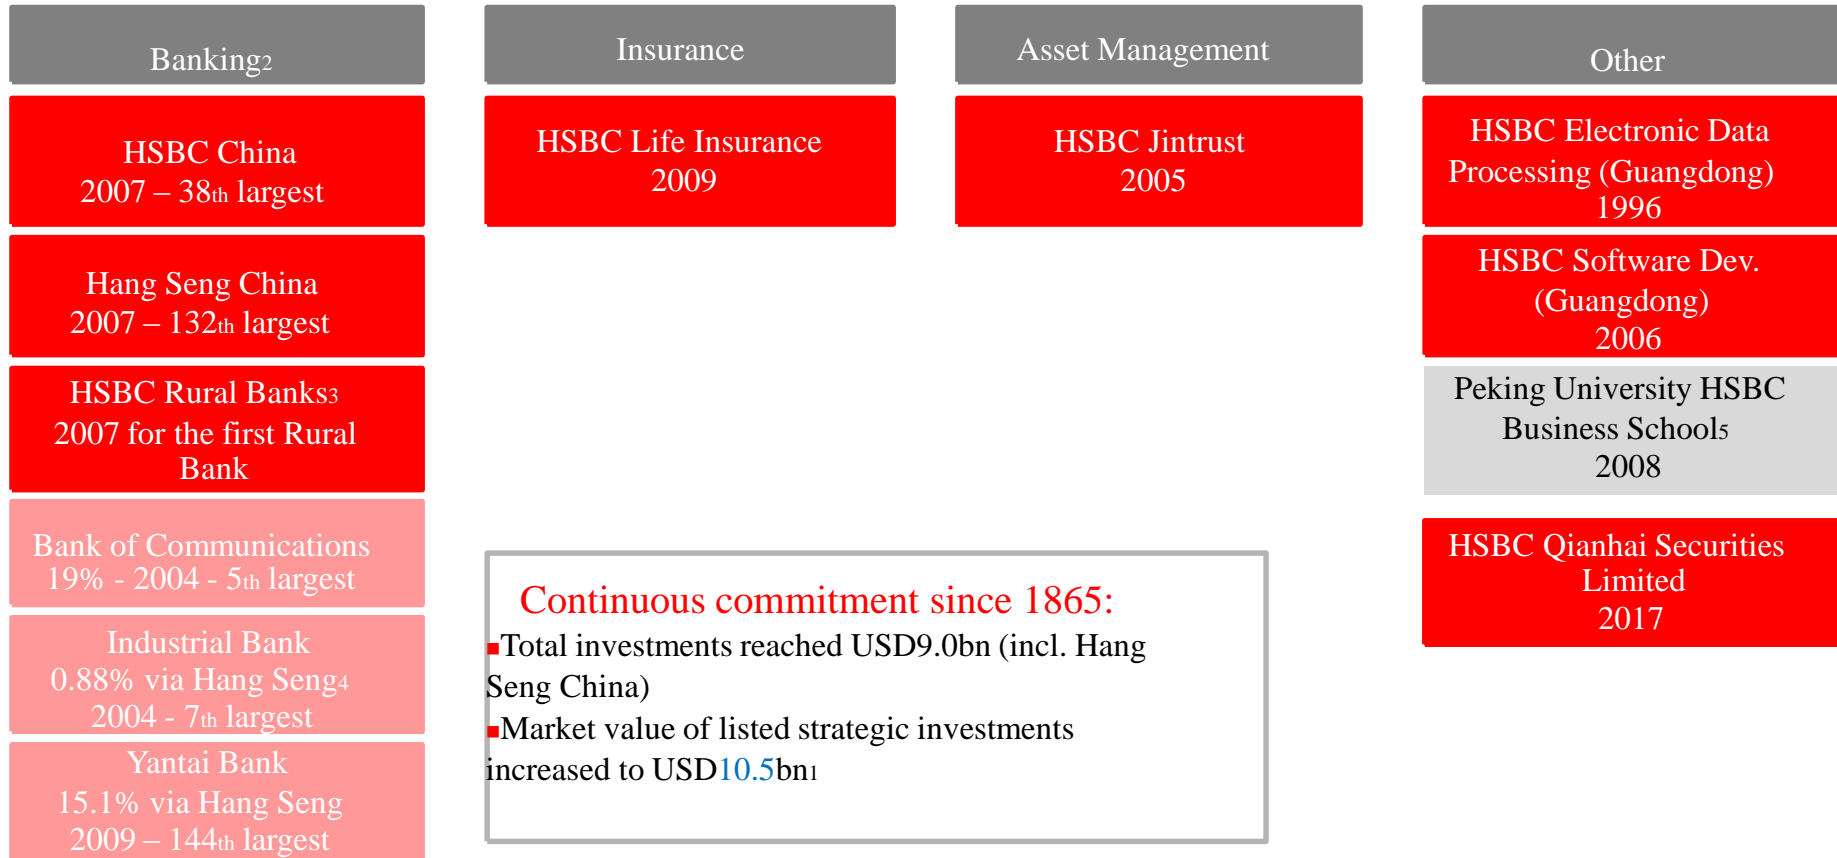 Banking2
HSBC China
2007 – 38th largest
Hang Seng China
2007 – 132th largest
HSBC Rural Banks3
2007 for the first Rural
Bank
Bank of Communications
19% - 2004 - 5th largest
Industrial Bank
0.88% via Hang Seng4
2004 - 7th largest
Yantai Bank
15.1% via Hang Seng
2009 – 144th largest
Insurance
HSBC Life Insurance
2009
Asset Management
HSBC Jintrust
2005
Continuous commitment since 1865:
▪Total investments reached USD9.0bn (incl. Hang
Seng China)
▪Market value of listed strategic investments
increased to USD10.5bn1
Other
HSBC Electronic Data
Processing (Guangdong)
1996
HSBC Software Dev.
(Guangdong)
2006
Peking University HSBC
Business School5
2008
HSBC Qianhai Securities
Limited
2017